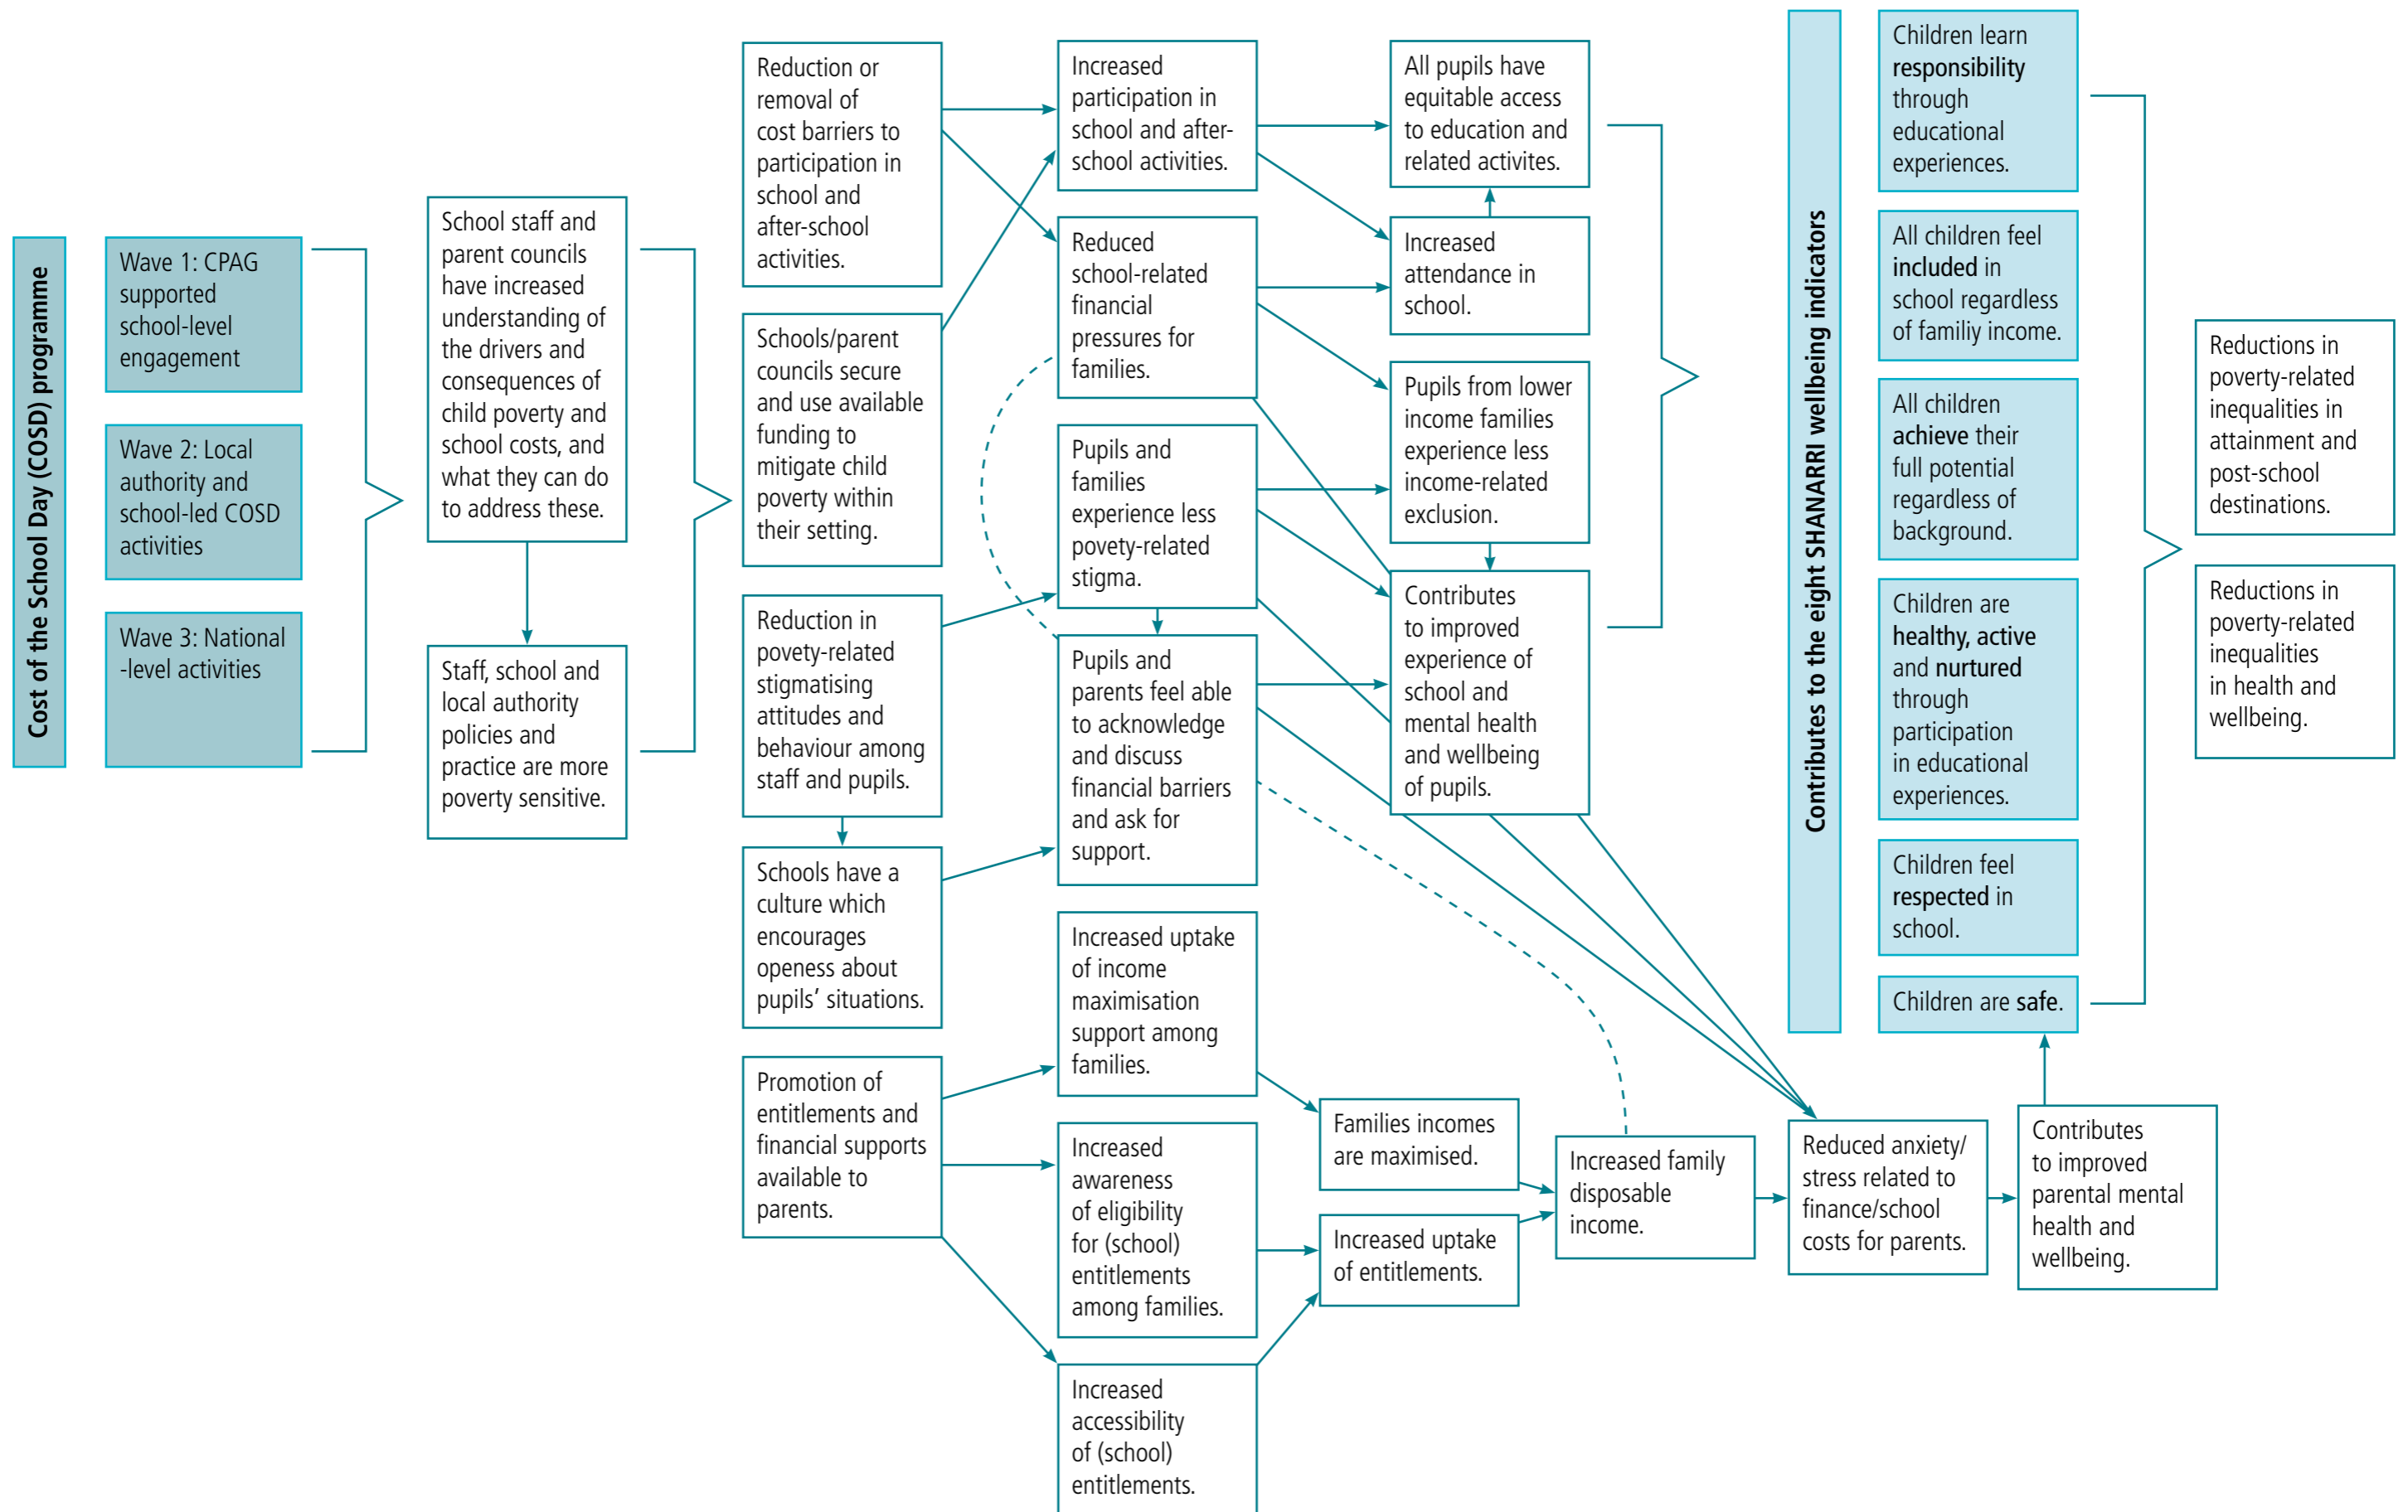 Cost of the School Day (COSD) programme
Wave 1: CPAG
supported
school-level
engagement
Wave 2: Local
authority and
school-led COSD
activities
Wave 3: National
-level activities
School staff and
parent councils
have increased
understanding of
the drivers and
consequences of
child poverty and
school costs, and
what they can do
to address these.
Staff, school and
local authority
policies and
practice are more
poverty sensitive.
Reduction or
removal of
cost barriers to
participation in
school and
after-school
activities.
Schools/parent
councils secure
and use available
funding to
mitigate child
poverty within
their setting.
Reduction in
povety-related
stigmatising
attitudes and
behaviour among
staff and pupils.
Schools have a
culture which
encourages
openess about
pupils’ situations.
Promotion of
entitlements and
financial supports
available to
parents.
Increased
participation in
school and after-
school activities.
Reduced
school-related
financial
pressures for
families.
Pupils and
families
experience less
povety-related
stigma.
Pupils and
parents feel able
to acknowledge
and discuss
financial barriers
and ask for
support.
Increased uptake
of income
maximisation
support among
families.
Increased
awareness
of eligibility
for (school)
entitlements
among families.
Increased
accessibility
of (school)
entitlements.
All pupils have
equitable access
to education and
related activites.
Increased
attendance in
school.
Pupils from lower
income families
experience less
income-related
exclusion.
Contributes
to improved
experience of
school and
mental health
and wellbeing
of pupils.
Families incomes
are maximised.
Increased uptake
of entitlements.
Increased family
disposable
income.
Reduced anxiety/
stress related to
finance/school
costs for parents.
Contributes
to improved
parental mental
health and
wellbeing.
Contributes to the eight SHANARRI wellbeing indicators
Children learn
responsibility
through
educational
experiences.
All children feel
included in
school regardless
of familiy income.
All children
achieve their
full potential
regardless of
background.
Children are
healthy, active
and nurtured
through
participation
in educational
experiences.
Children feel
respected in
school.
Children are safe.
Reductions in
poverty-related
inequalities in
attainment and
post-school
destinations.
Reductions in
poverty-related
inequalities
in health and
wellbeing.